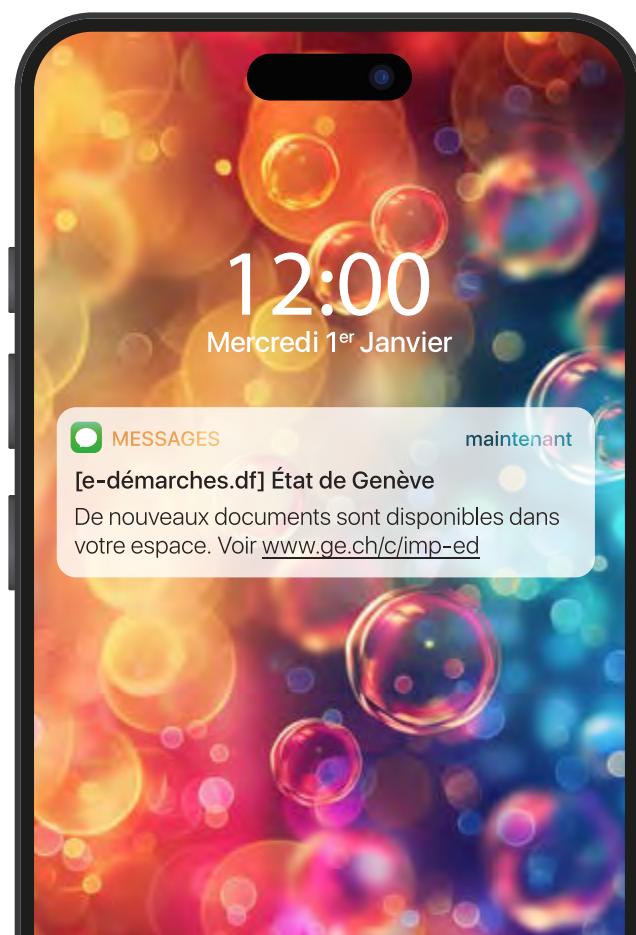 12:00
Mercredi 1er Janvier
MESSAGES
maintenant
[e-démarches.df] État de Genève
De nouveaux documents sont disponibles dans
votre espace. Voir www.ge.ch/c/imp-ed